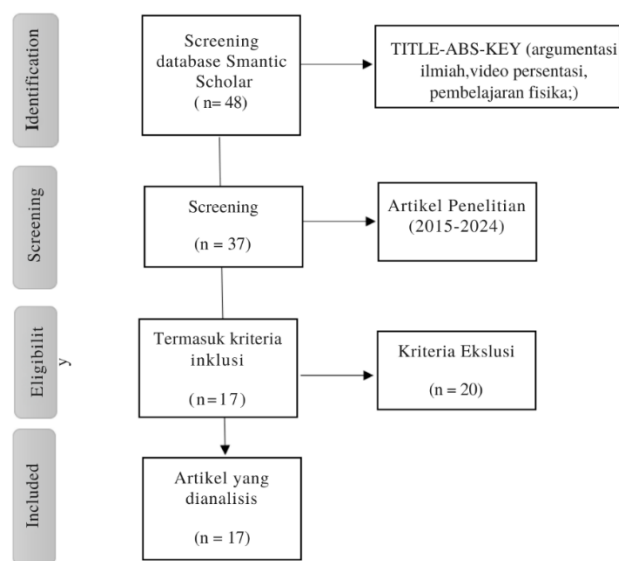 Identification
Screening
database Smantic
Scholar
( n= 48)
TITLE-ABS-KEY (argumentasi
ilmiah,video persentasi,
pembelajaran fisika;)
Screening
Screening
(n = 37)
Artikel Penelitian
(2015-2024)
Eligibilit
y
Termasuk kriteria
inklusi
(n=17)
Kriteria Ekslusi
(n = 20)
Included
Artikel yang
dianalisis
(n = 17)